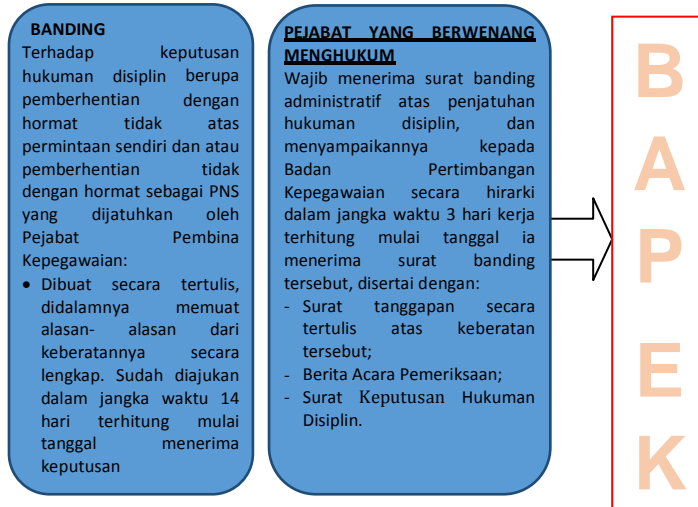 BANDING
Terhadap keputusan
hukuman disiplin berupa
pemberhentian dengan
hormat tidak atas
permintaan sendiri dan atau
pemberhentian tidak
dengan hormat sebagai PNS
yang dijatuhkan oleh
Pejabat Pembina
Kepegawaian:
• Dibuat secara tertulis,
didalamnya memuat
alasan- alasan dari
keberatannya secara
lengkap. Sudah diajukan
dalam jangka waktu 14
hari terhitung mulai
tanggal menerima
keputusan
PEJABAT YANG BERWENANG
MENGHUKUM
Wajib menerima surat banding
administratif atas penjatuhan
hukuman disiplin, dan
menyampaikannya kepada
Badan Pertimbangan
Kepegawaian secara hirarki
dalam jangka waktu 3 hari kerja
terhitung mulai tanggal ia
menerima surat banding
tersebut, disertai dengan:
- Surat tanggapan secara
tertulis atas keberatan
tersebut;
- Berita Acara Pemeriksaan;
- Surat Keputusan Hukuman
Disiplin.
B
A
P
E
K